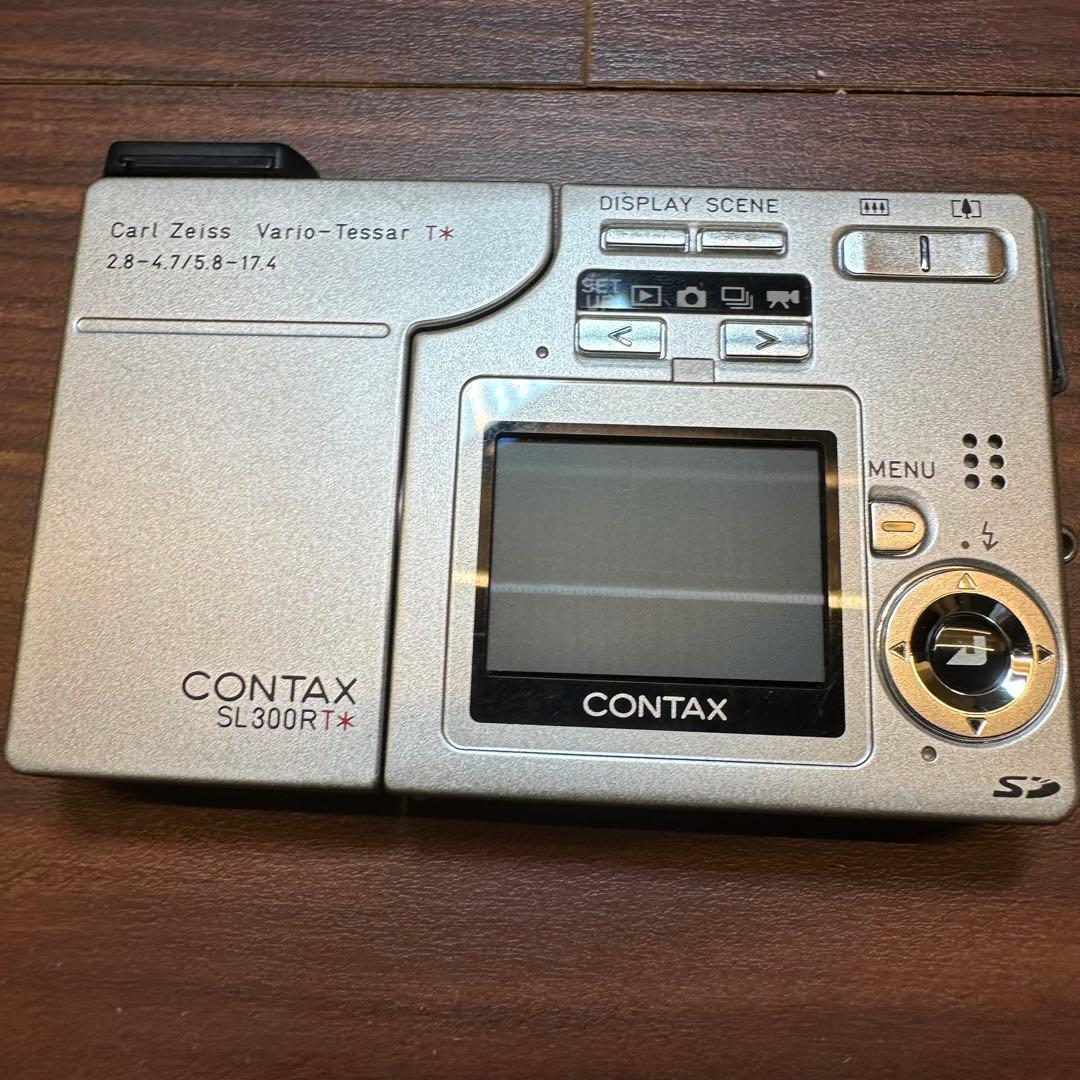 Carl Zeiss Vario-Tessar T*
2.8-4.7/5.8-17.4
CONTAX
SL300RT*
DISPLAY SCENE
SET
UP
MENU
CONTAX
SD